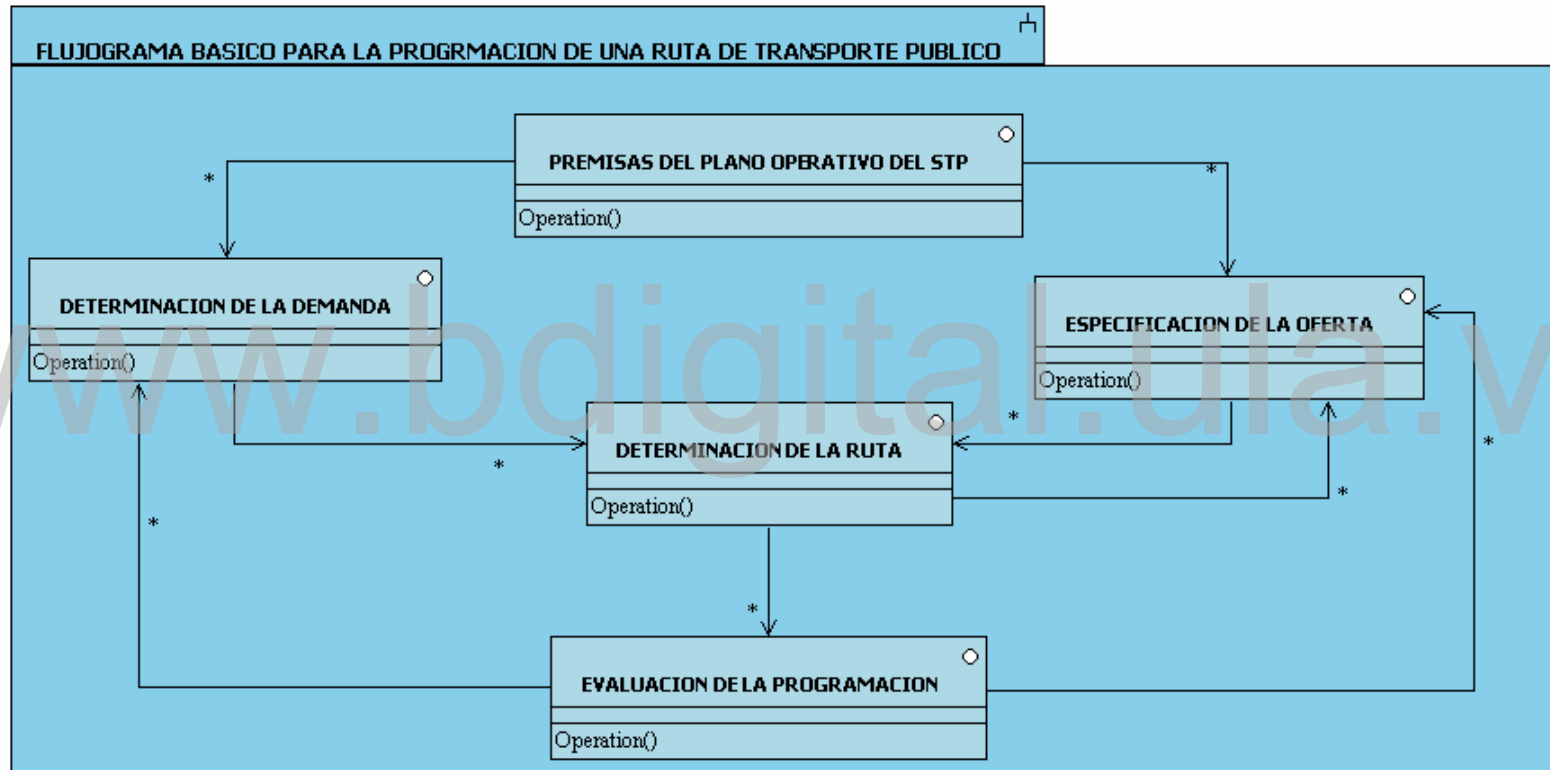 FLUJOGRAMA BASICO PARA LA PROGRMACION DE UNA RUTA DE TRANSPORTE PUBLICO
PREMISAS DEL PLANO OPERATIVO DEL STP
Operation()
*
*
DETERMINACION DE LA DEMANDA
Operation()
ESPECIFICACION DE LA OFERTA
Operation()
www.bdigital.ula.v
*
*
DETERMINACION DE LA RUTA
Operation()
*
*
*
*
EVALUACION DE LA PROGRAMACION
Operation()